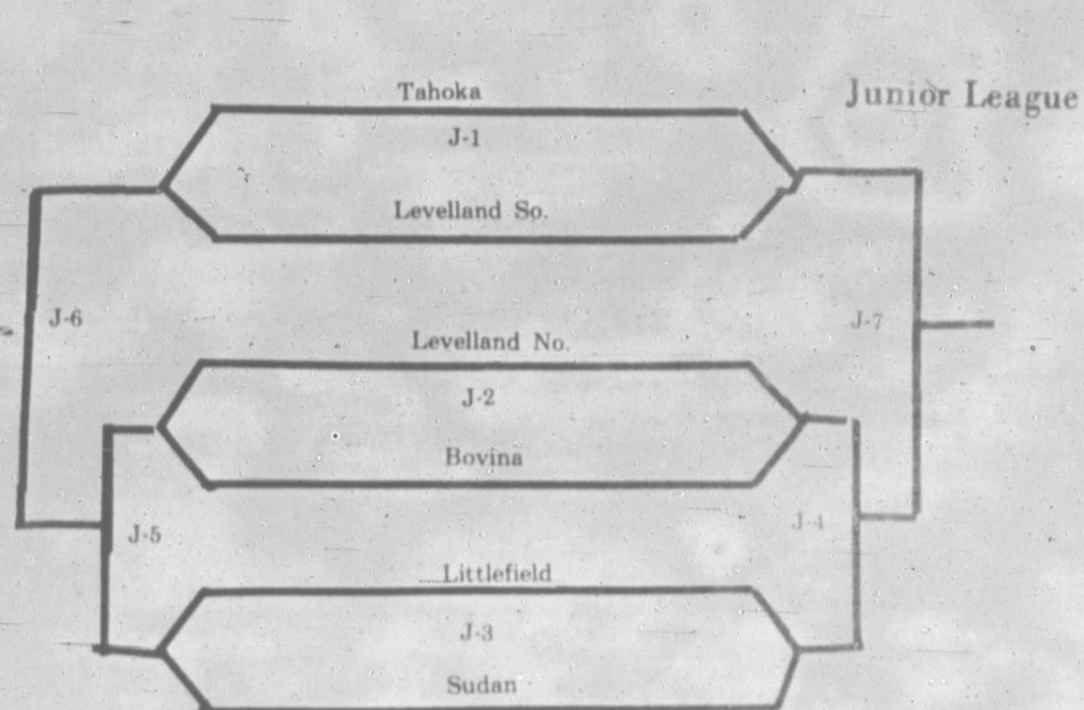 Tahoka
Junior League
J-1
Levelland So.
J-6
J-7
Levelland No.
J-2
Bovina
J-5
J-4
Littlefield
J-3
Sudan